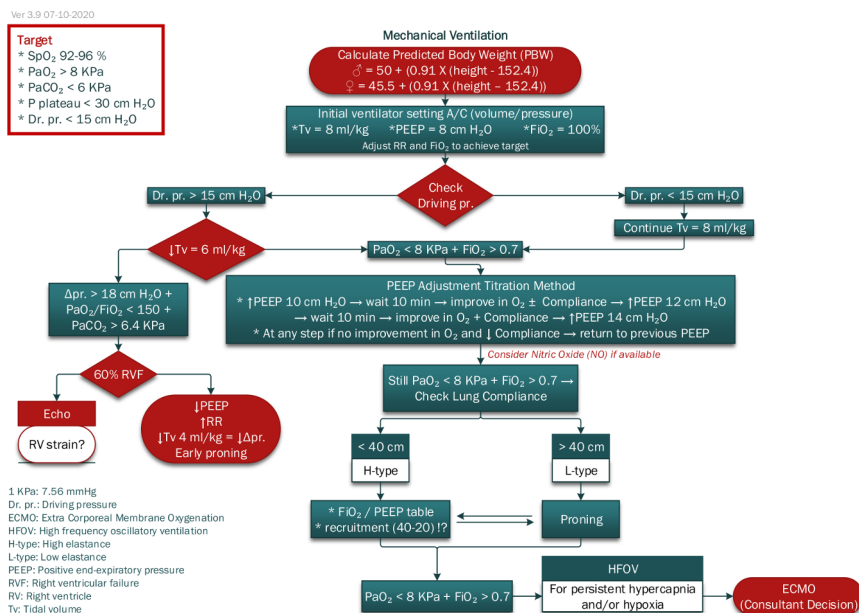 Ver 3.9 07-10-2020
Target
* SpO₂ 92-96 %
* PaO₂ > 8 KPa
* PaCO₂ < 6 KPa
* P plateau < 30 cm H₂O
* Dr. pr. < 15 cm H₂O
Mechanical Ventilation
Calculate Predicted Body Weight (PBW)
♂ = 50 + (0.91 X (height - 152.4))
♀ = 45.5 + (0.91 X (height – 152.4))
Initial ventilator setting A/C (volume/pressure)
*Tv = 8 ml/kg *PEEP = 8 cm H₂O *FiO₂ = 100%
Adjust RR and FiO₂ to achieve target
Check
Driving pr.
Dr. pr. > 15 cm H₂O
Dr. pr. < 15 cm H₂O
Continue Tv = 8 ml/kg
↓Tv = 6 ml/kg
PaO₂ < 8 KPa + FiO₂ > 0.7
PEEP Adjustment Titration Method
* ↑PEEP 10 cm H₂O → wait 10 min → improve in O₂ ± Compliance → ↑PEEP 12 cm H₂O
→ wait 10 min → improve in O₂ + Compliance → ↑PEEP 14 cm H₂O
* At any step if no improvement in O₂ and ↓ Compliance → return to previous PEEP
Δpr. > 18 cm H₂O +
PaO₂/FiO₂ < 150 +
PaCO₂ > 6.4 KPa
Consider Nitric Oxide (NO) if available
60% RVF
Still PaO₂ < 8 KPa + FiO₂ > 0.7 →
Check Lung Compliance
Echo
RV strain?
↓PEEP
↑RR
↓Tv 4 ml/kg = ↓Δpr.
Early proning
< 40 cm
H-type
> 40 cm
L-type
* FiO₂ / PEEP table
* recruitment (40-20) !?
Proning
PaO₂ < 8 KPa + FiO₂ > 0.7
HFOV
For persistent hypercapnia
and/or hypoxia
ECMO
(Consultant Decision)
1 KPa: 7.56 mmHg
Dr. pr.: Driving pressure
ECMO: Extra Corporeal Membrane Oxygenation
HFOV: High frequency oscillatory ventilation
H-type: High elastance
L-type: Low elastance
PEEP: Positive end-expiratory pressure
RVF: Right ventricular failure
RV: Right ventricle
Tv: Tidal volume